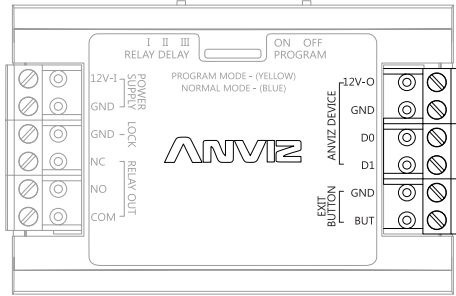 I II III
RELAY DELAY
ON OFF
PROGRAM
PROGRAM MODE - (YELLOW)
NORMAL MODE - (BLUE)
12V-I
GND
POWER
SUPPLY
GND
LOCK
NC
NO
COM
RELAY OUT
ANVIZ
12V-O
GND
D0
D1
ANVIZ DEVICE
GND
BUT
EXIT
BUTTON